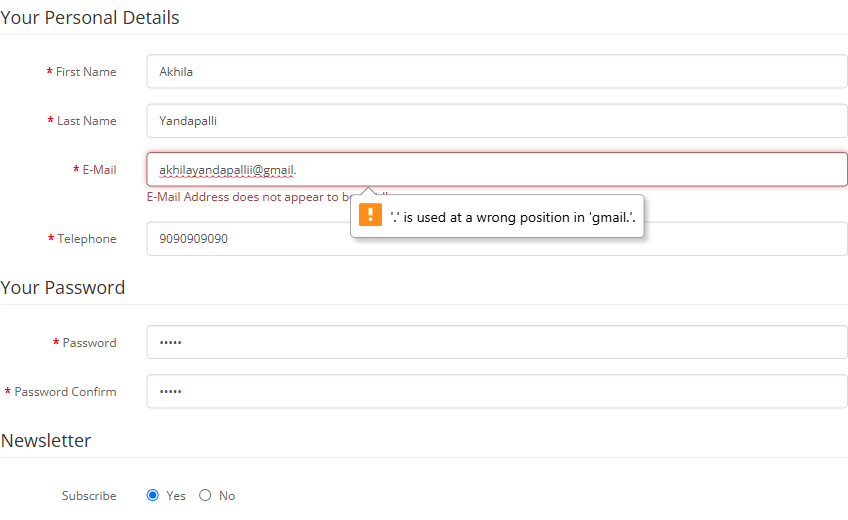 Your Personal Details
* First Name Akhila
* Last Name Yandapalli
* E-Mail akhilayandapallii@gmail.
E-Mail Address does not appear to be
'.' is used at a wrong position in 'gmail.'.
* Telephone 9090909090
Your Password
* Password •••••
* Password Confirm •••••
Newsletter
Subscribe Yes No